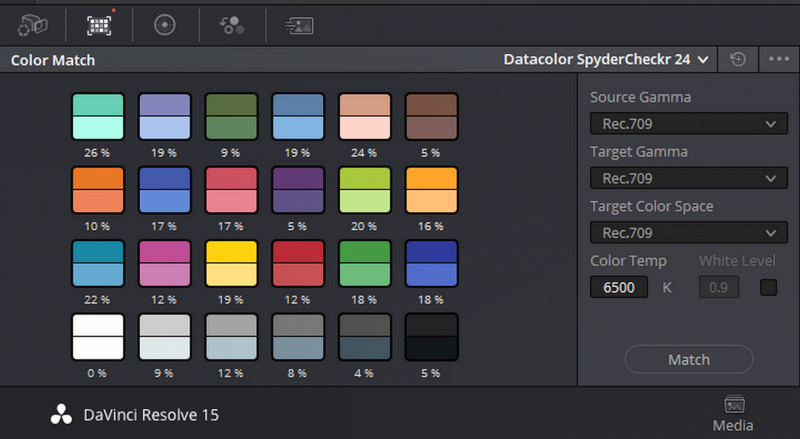 Color Match
Datacolor SpyderCheckr 24
Source Gamma
Rec.709
Target Gamma
Rec.709
Target Color Space
Rec.709
Color Temp White Level
6500 K 0.9
Match
26 % 19 % 9 % 19 % 24 % 5 %
10 % 17 % 17 % 5 % 20 % 16 %
22 % 12 % 19 % 12 % 18 % 18 %
0 % 9 % 12 % 8 % 4 % 5 %
DaVinci Resolve 15
Media